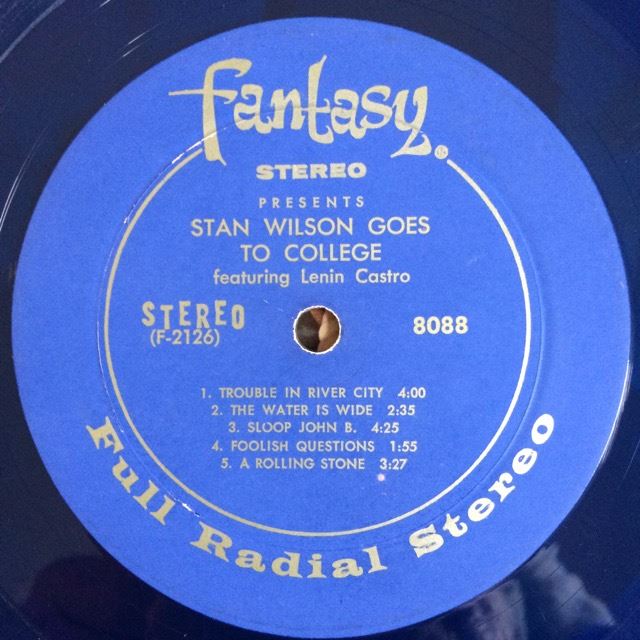 fantasy®
STEREO
PRESENTS
STAN WILSON GOES
TO COLLEGE
featuring Lenin Castro
STEREO
(F-2126)
8088
1. TROUBLE IN RIVER CITY 4:00
2. THE WATER IS WIDE 2:35
3. SLOOP JOHN B. 4:25
4. FOOLISH QUESTIONS 1:55
5. A ROLLING STONE 3:27
Full Radial Stereo